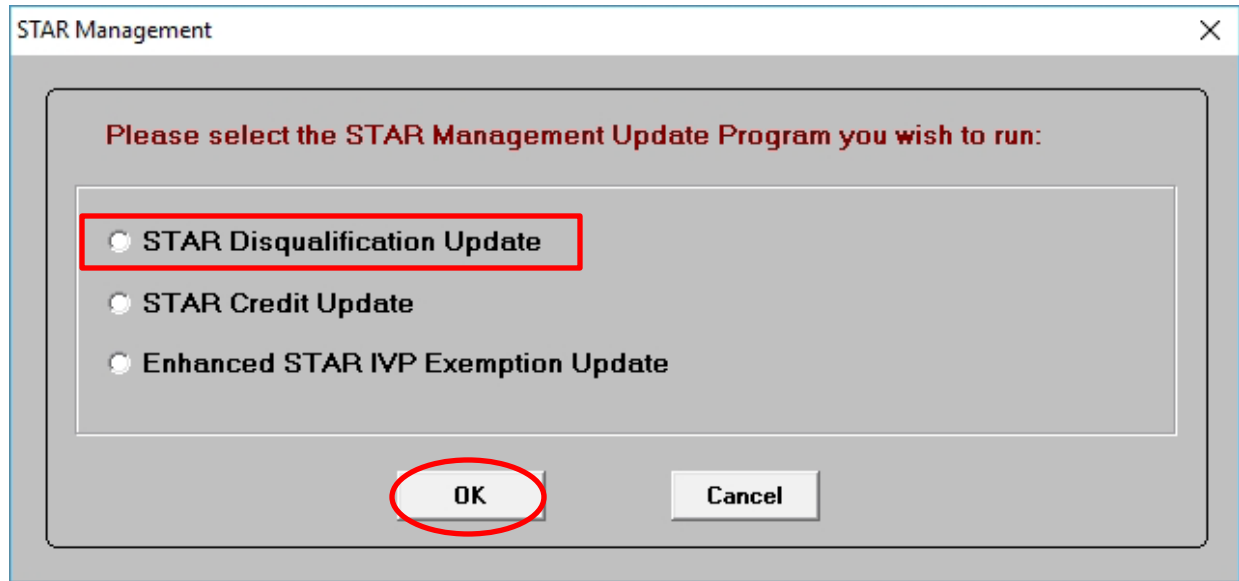 STAR Management
Please select the STAR Management Update Program you wish to run:
STAR Disqualification Update
STAR Credit Update
Enhanced STAR IVP Exemption Update
OK
Cancel